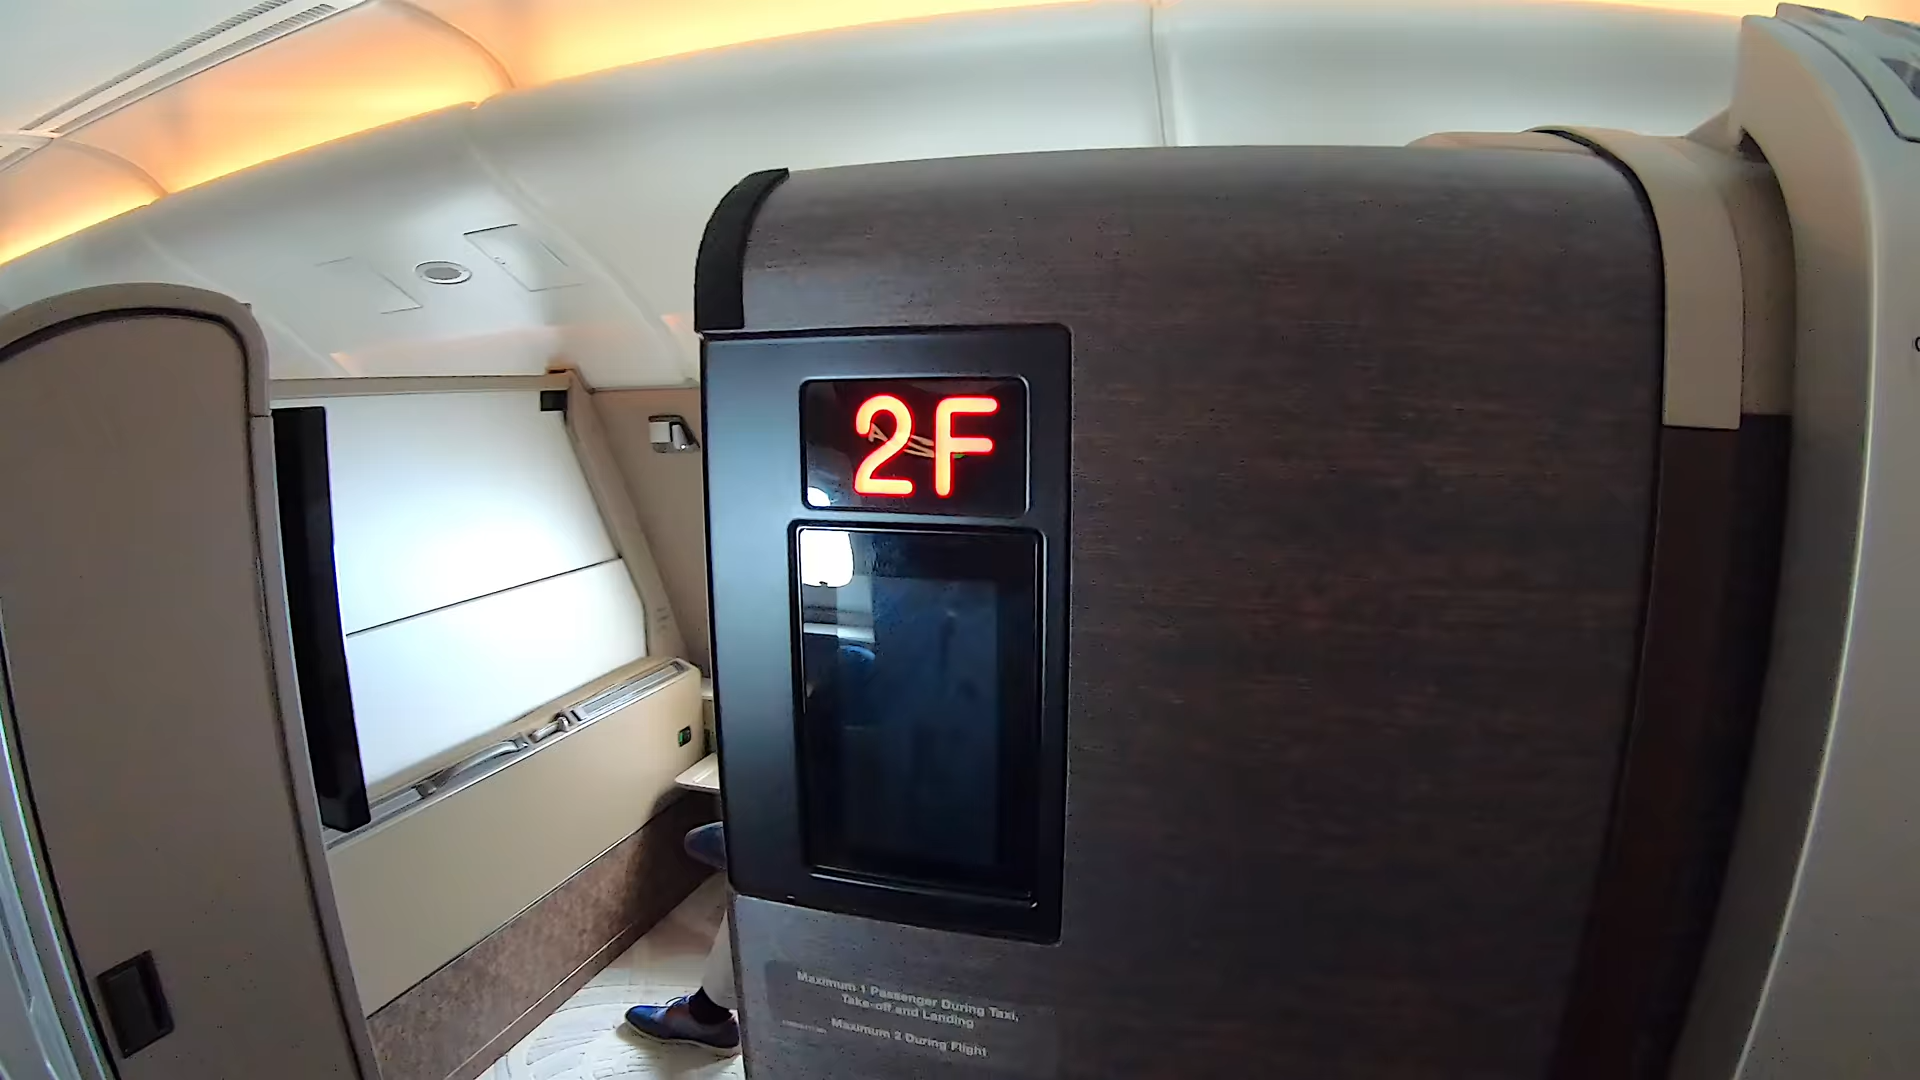 2F
Maximum 1 Passenger During Taxi,
Take-off and Landing
Maximum 2 During Flight